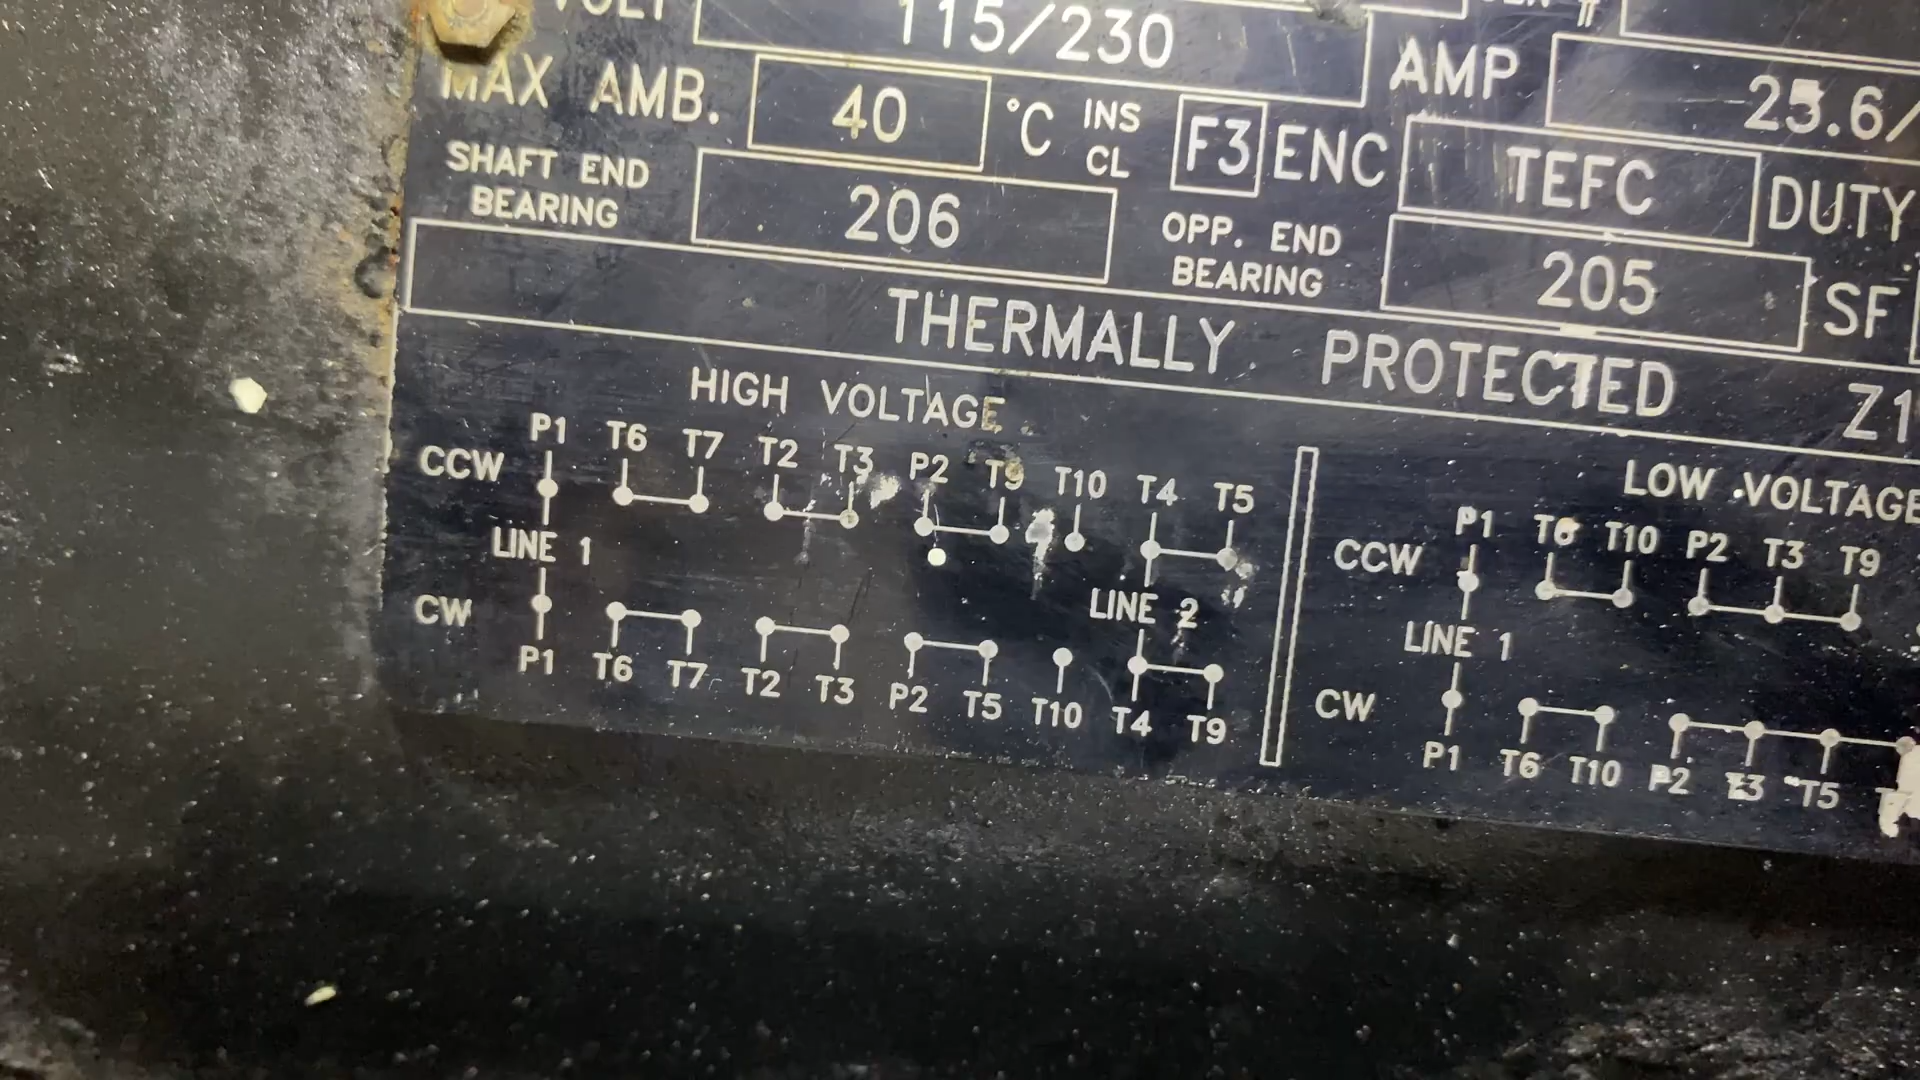 VOLT 115/230
AMP 25.6/
MAX AMB. 40 °C INS CL F3 ENC TEFC DUTY
SHAFT END BEARING 206 OPP. END BEARING 205 SF
THERMALLY PROTECTED Z1
HIGH VOLTAGE
CCW P1 T6 T7 T2 T3 P2 T9 T10 T4 T5
LINE 1 LINE 2
CW P1 T6 T7 T2 T3 P2 T5 T10 T4 T9
LOW VOLTAGE
CCW P1 T6 T10 P2 T3 T9
LINE 1
CW P1 T6 T10 P2 T3 T5